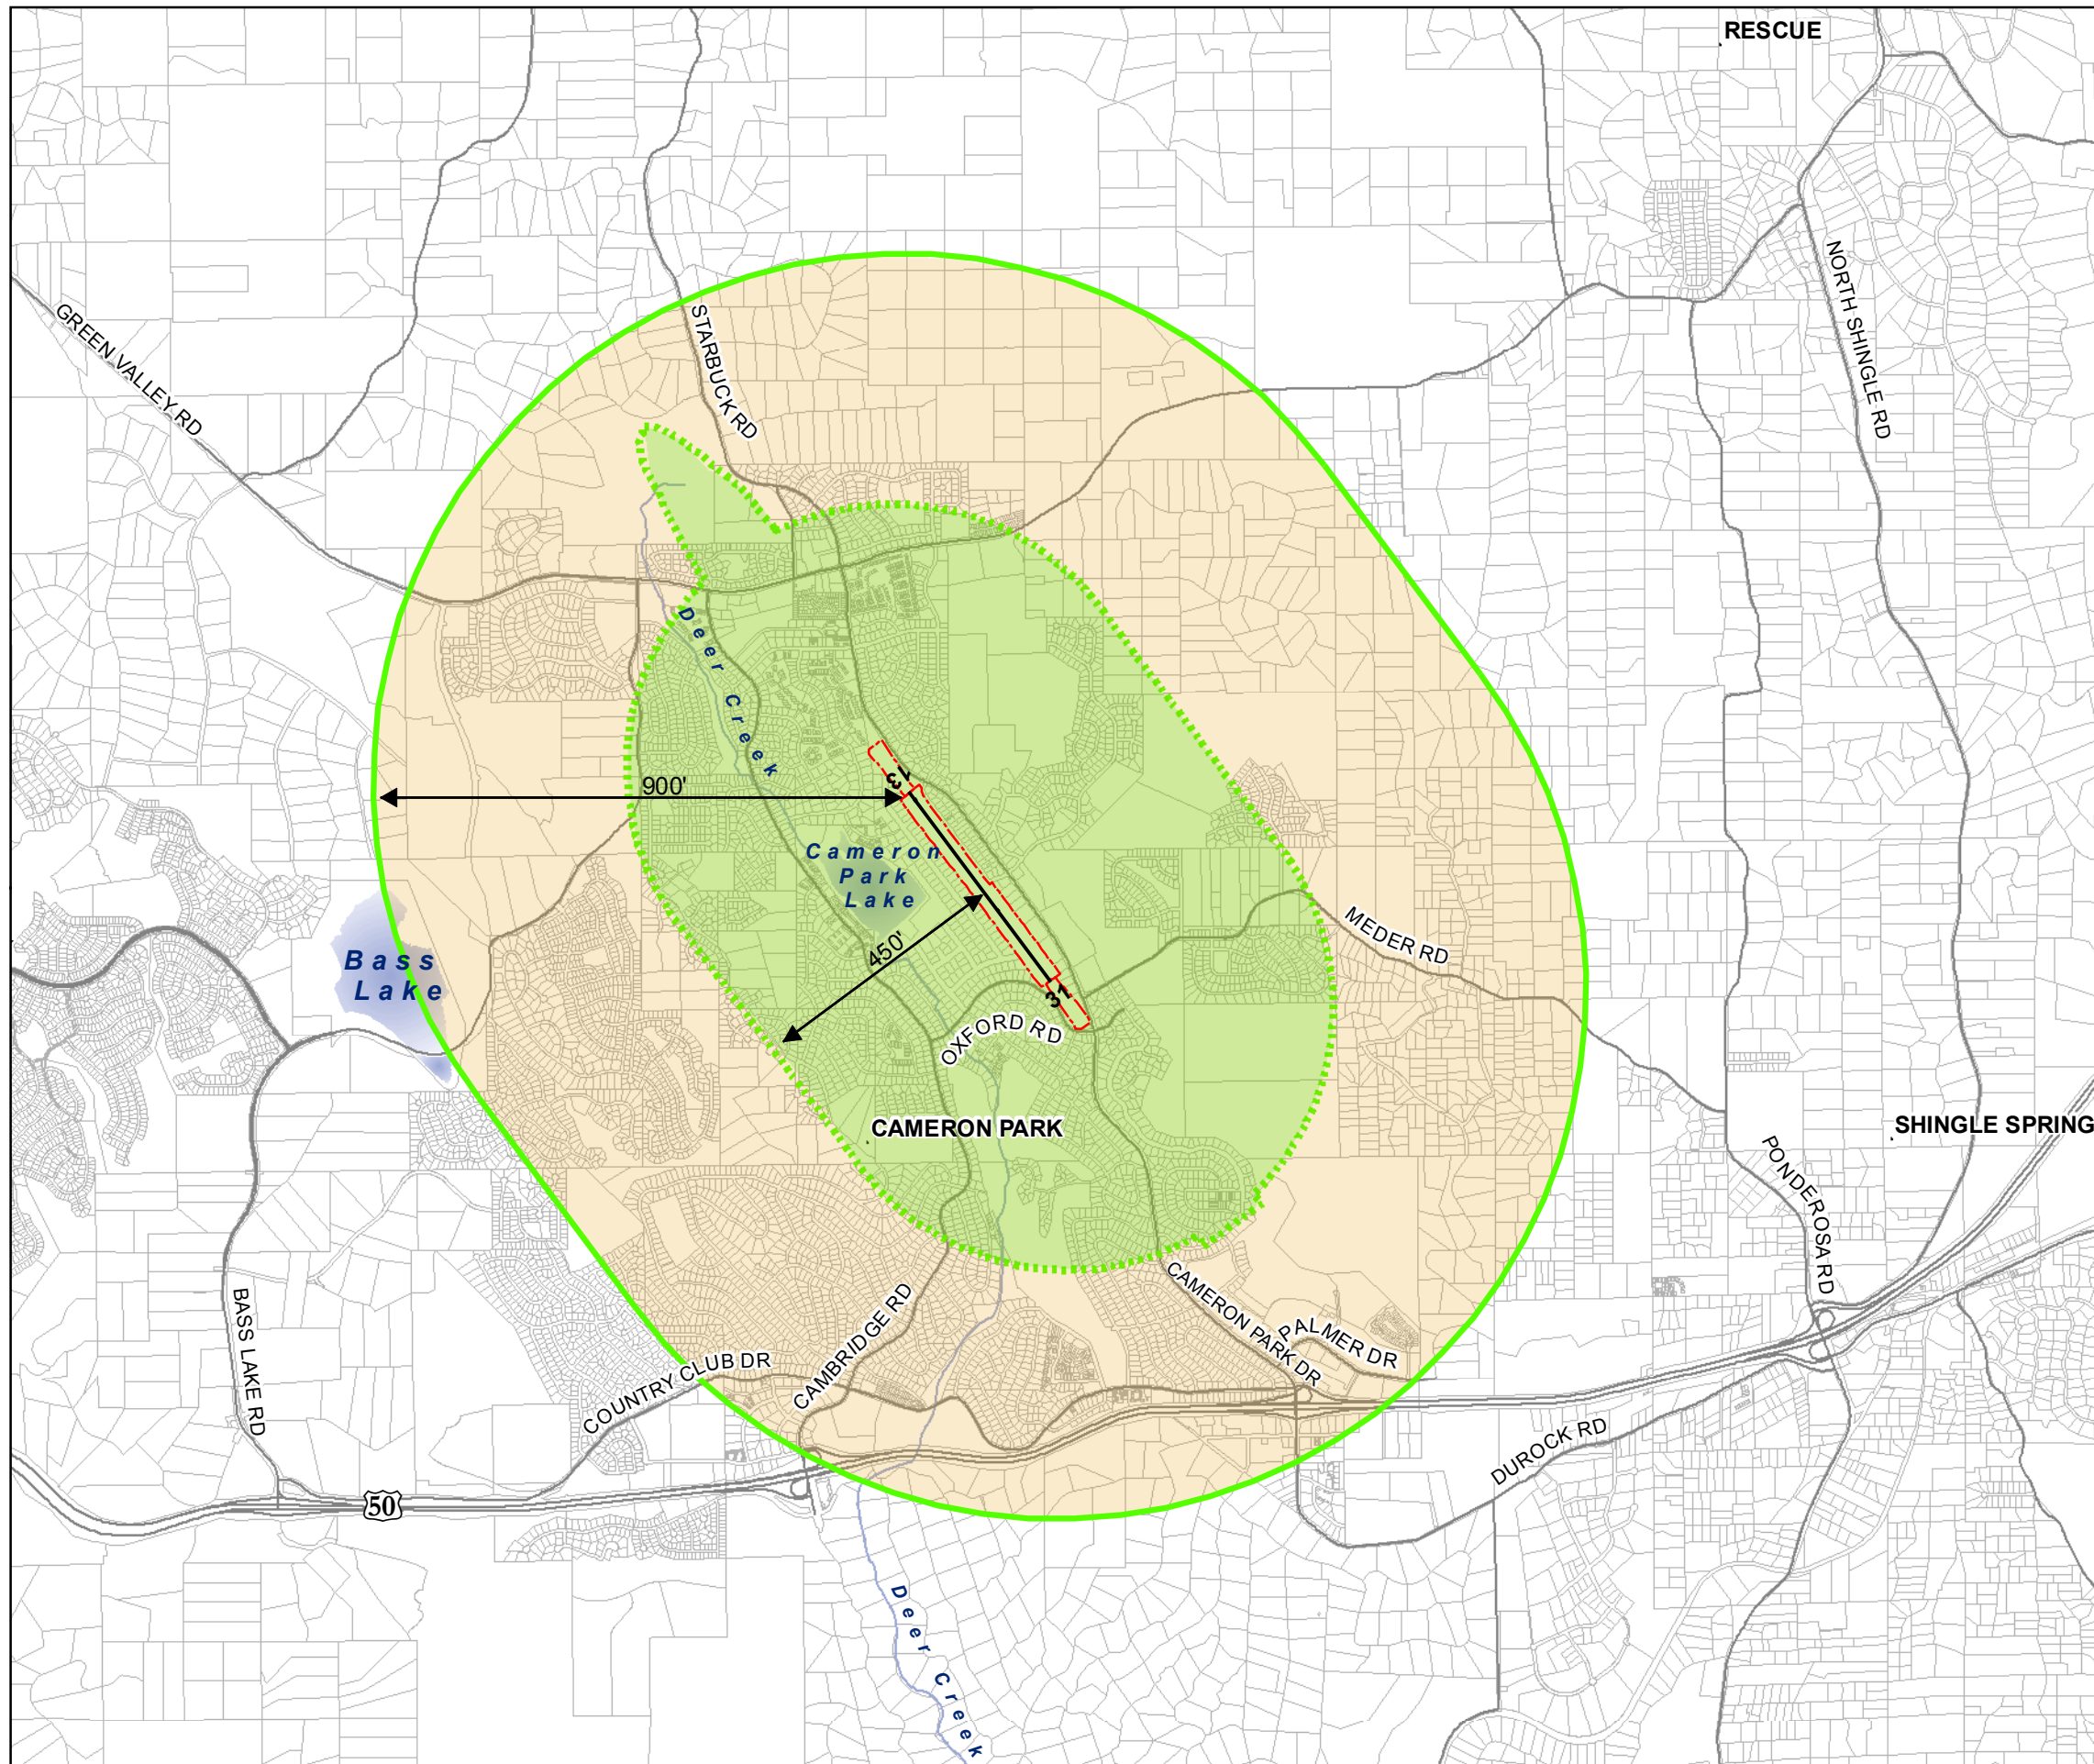 RESCUE
NORTH SHINGLE RD
GREEN VALLEY RD
STARBUCK RD
Deer Creek
900'
Cameron
Park
Lake
450'
MEDER RD
Bass
Lake
31
OXFORD RD
CAMERON PARK
SHINGLE SPRING
PONDEROSA RD
BASS LAKE RD
CAMERON PARK DR
PALMER DR
CAMBRIDGE RD
COUNTRY CLUB DR
DUROCK RD
50
Deer Creek